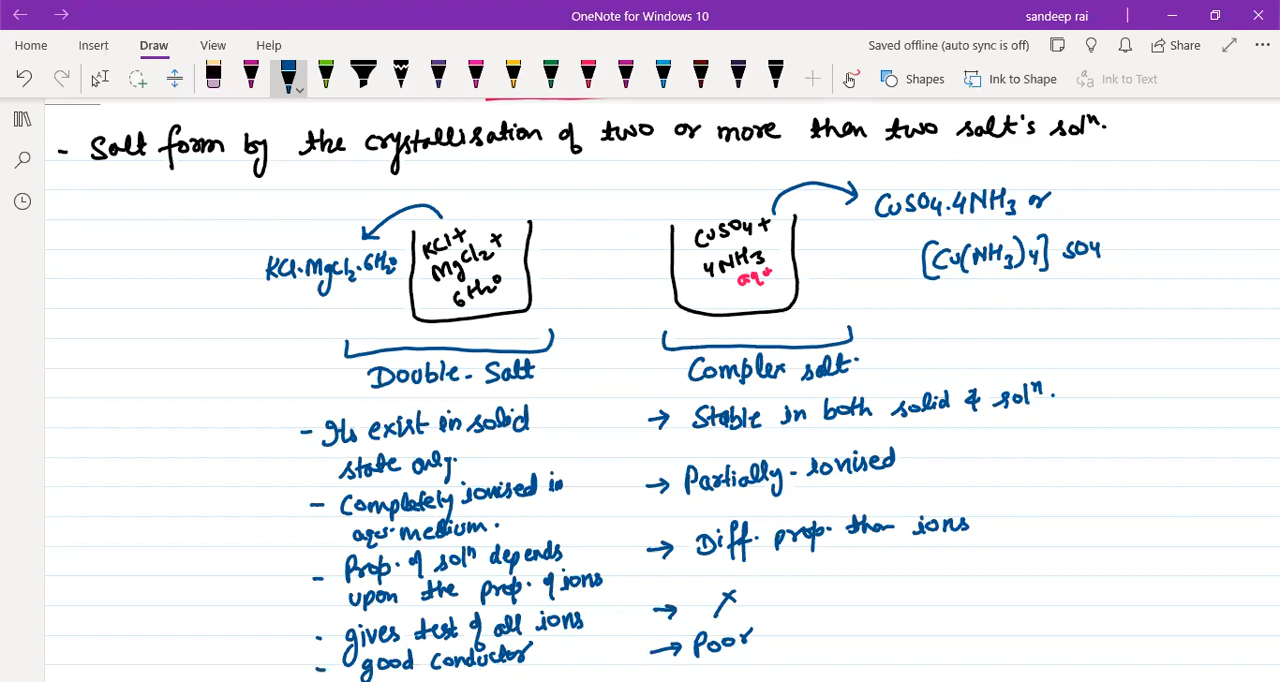 OneNote for Windows 10
sandeep rai
Home Insert Draw View Help
Saved offline (auto sync is off)
Share
Shapes
Ink to Shape
Ink to Text
- Salt form by the crystallisation of two or more then two salt's solⁿ.
KCl+
MgCl2+
6H2O
KCl.MgCl2.6H2O
CuSO4+
4NH3
aq.
CuSO4.4NH3 or
[Cu(NH3)4] SO4
Double-Salt
- Its exist in solid
state only.
- Completely ionised in
aqs. medium.
- Prop. of solⁿ depends
upon the prop. of ions
- gives test of all ions
- good conductor
Complex salt.
→ Stable in both solid & solⁿ.
→ Partially-ionised
→ Diff. prop. then ions
→ ×
→ Poor